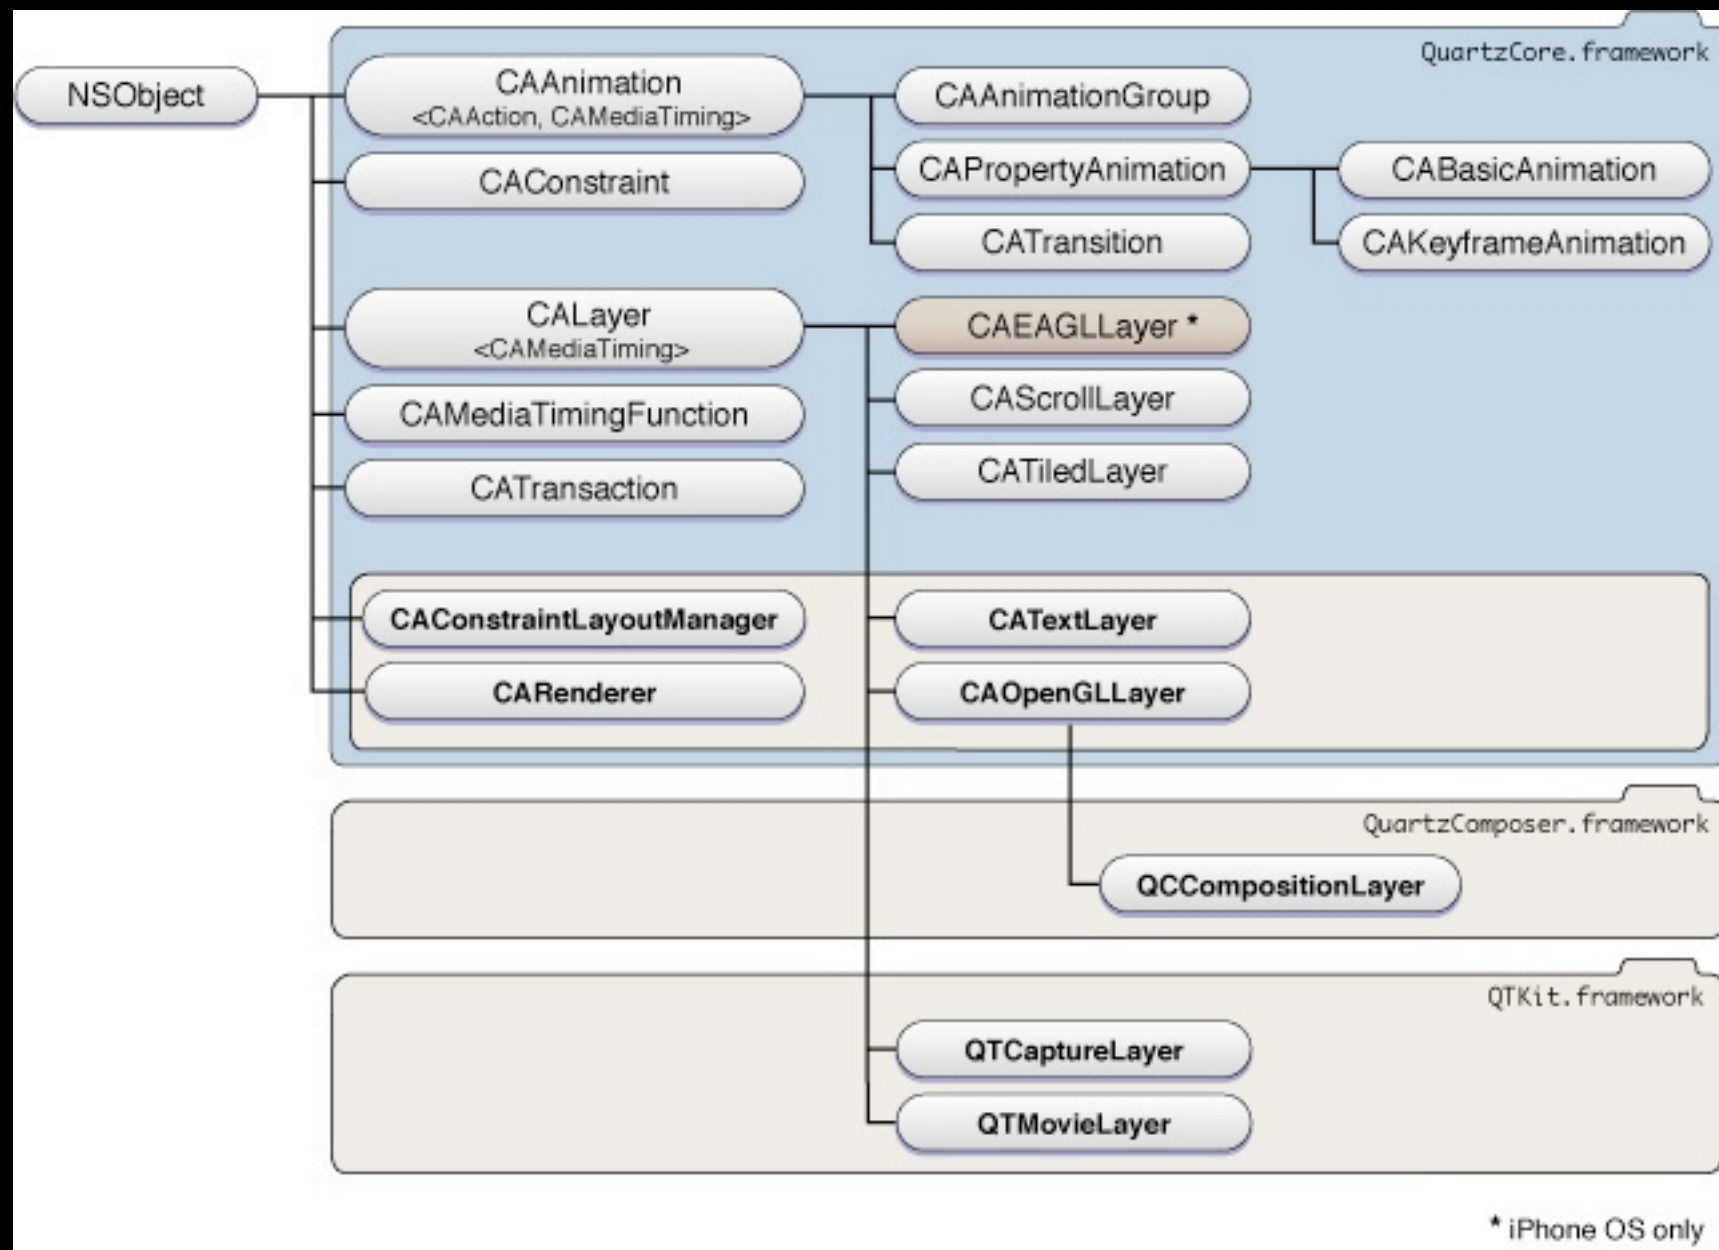 QuartzCore.framework
NSObject
CAAnimation
<CAAction, CAMediaTiming>
CAAnimationGroup
CAConstraint
CAPropertyAnimation
CABasicAnimation
CATransition
CAKeyframeAnimation
CALayer
<CAMediaTiming>
CAEAGLLayer *
CAMediaTimingFunction
CAScrollLayer
CATransaction
CATiledLayer
CAConstraintLayoutManager
CATextLayer
CARenderer
CAOpenGLLayer
QuartzComposer.framework
QCCompositionLayer
QTKit.framework
QTCaptureLayer
QTMovieLayer
* iPhone OS only